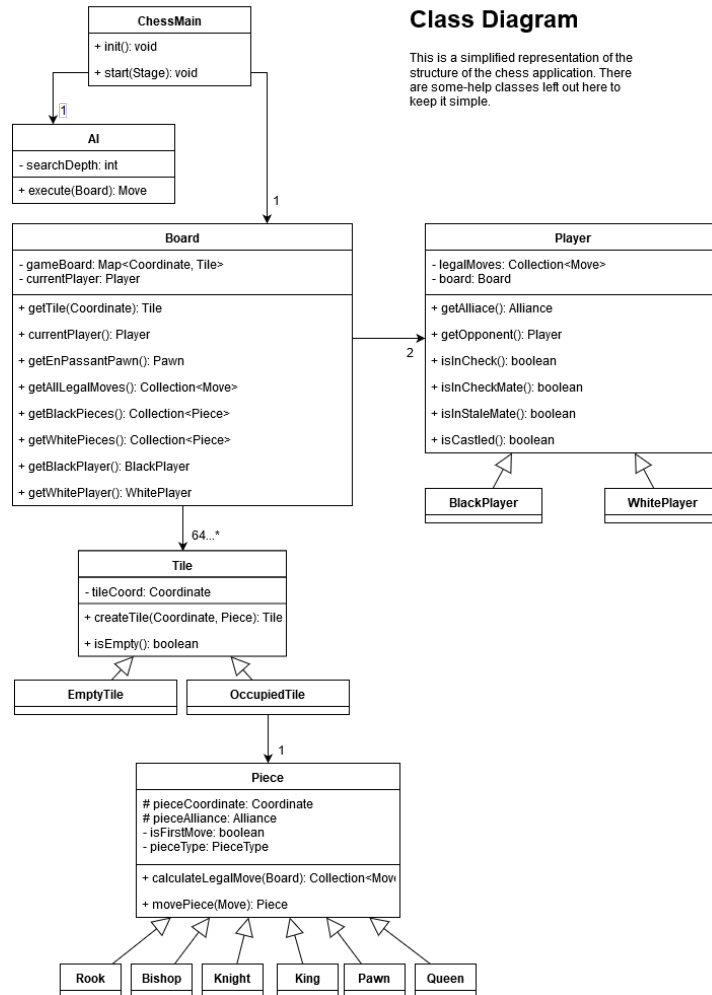 ChessMain
+ init(): void
+ start(Stage): void
Class Diagram
This is a simplified representation of the
structure of the chess application. There
are some-help classes left out here to
keep it simple.
1
AI
- searchDepth: int
+ execute(Board): Move
1
Board
- gameBoard: Map<Coordinate, Tile>
- currentPlayer: Player
+ getTile(Coordinate): Tile
+ currentPlayer(): Player
+ getEnPassantPawn(): Pawn
+ getAllLegalMoves(): Collection<Move>
+ getBlackPieces(): Collection<Piece>
+ getWhitePieces(): Collection<Piece>
+ getBlackPlayer(): BlackPlayer
+ getWhitePlayer(): WhitePlayer
2
Player
- legalMoves: Collection<Move>
- board: Board
+ getAlliace(): Alliance
+ getOpponent(): Player
+ isInCheck(): boolean
+ isInCheckMate(): boolean
+ isInStaleMate(): boolean
+ isCastled(): boolean
BlackPlayer
WhitePlayer
64...*
Tile
- tileCoord: Coordinate
+ createTile(Coordinate, Piece): Tile
+ isEmpty(): boolean
EmptyTile
OccupiedTile
1
Piece
# pieceCoordinate: Coordinate
# pieceAlliance: Alliance
- isFirstMove: boolean
- pieceType: PieceType
+ calculateLegalMove(Board): Collection<Mov
+ movePiece(Move): Piece
Rook
Bishop
Knight
King
Pawn
Queen